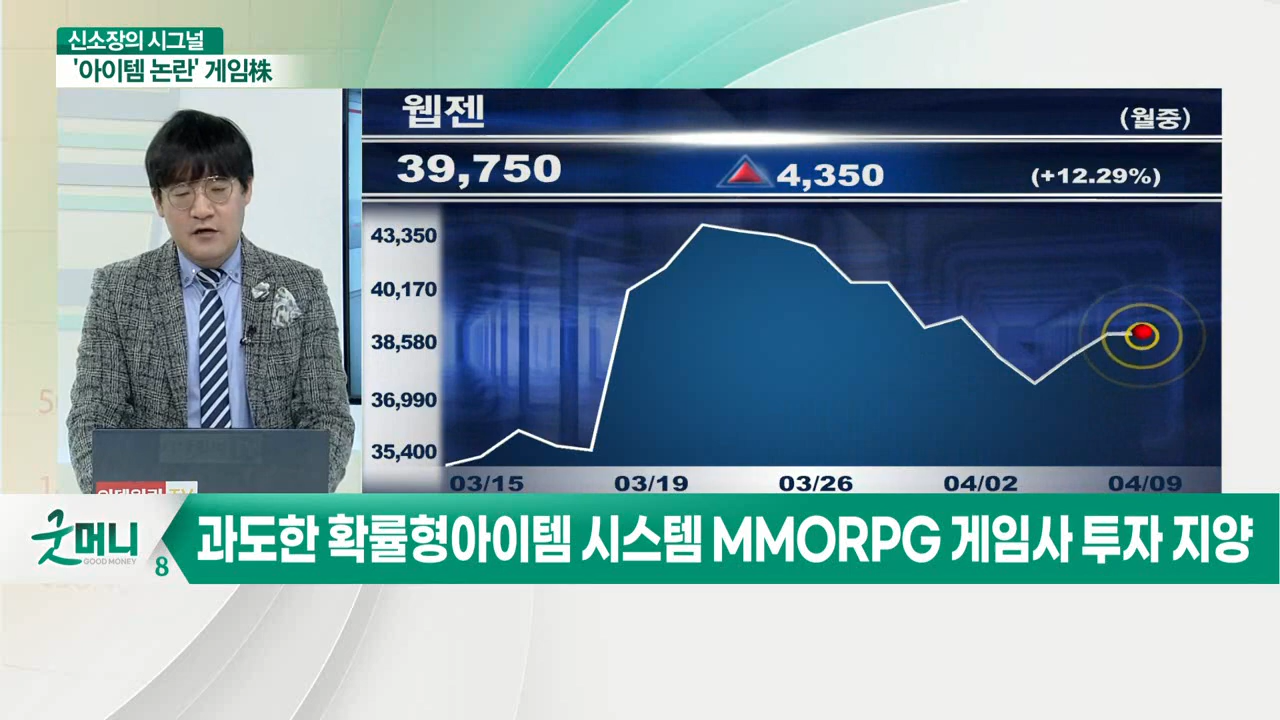 신소장의 시그널
'아이템 논란' 게임株
웹젠
(월중)
39,750
4,350
(+12.29%)
43,350
40,170
38,580
36,990
35,400
03/15
03/19
03/26
04/02
04/09
굿머니
GOOD MONEY
8
과도한 확률형아이템 시스템 MMORPG 게임사 투자 지양